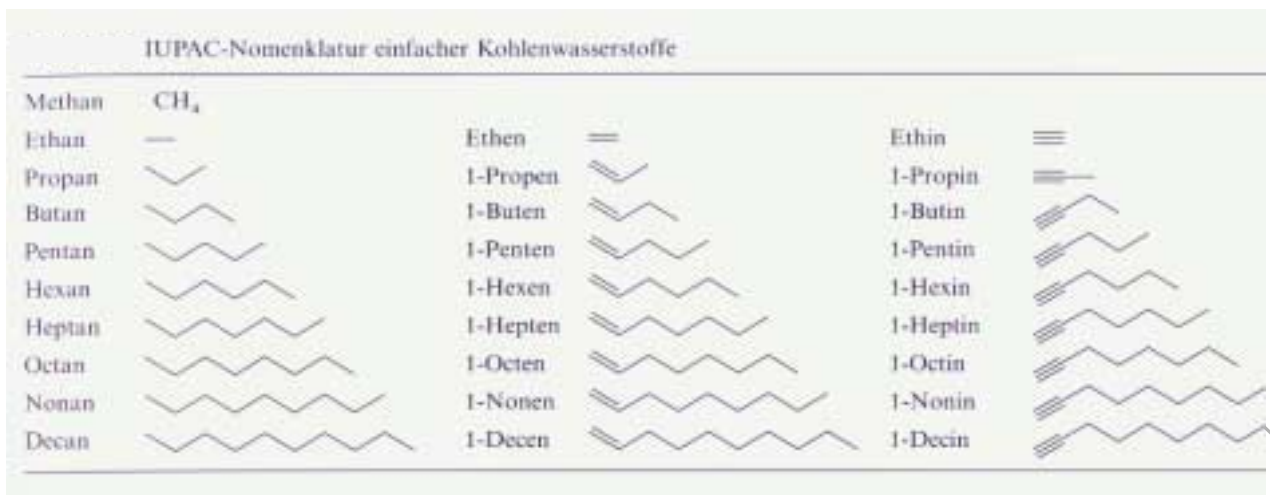 IUPAC-Nomenklatur einfacher Kohlenwasserstoffe
Methan CH₄
Ethan Ethen Ethin
Propan 1-Propen 1-Propin
Butan 1-Buten 1-Butin
Pentan 1-Penten 1-Pentin
Hexan 1-Hexen 1-Hexin
Heptan 1-Hepten 1-Heptin
Octan 1-Octen 1-Octin
Nonan 1-Nonen 1-Nonin
Decan 1-Decen 1-Decin